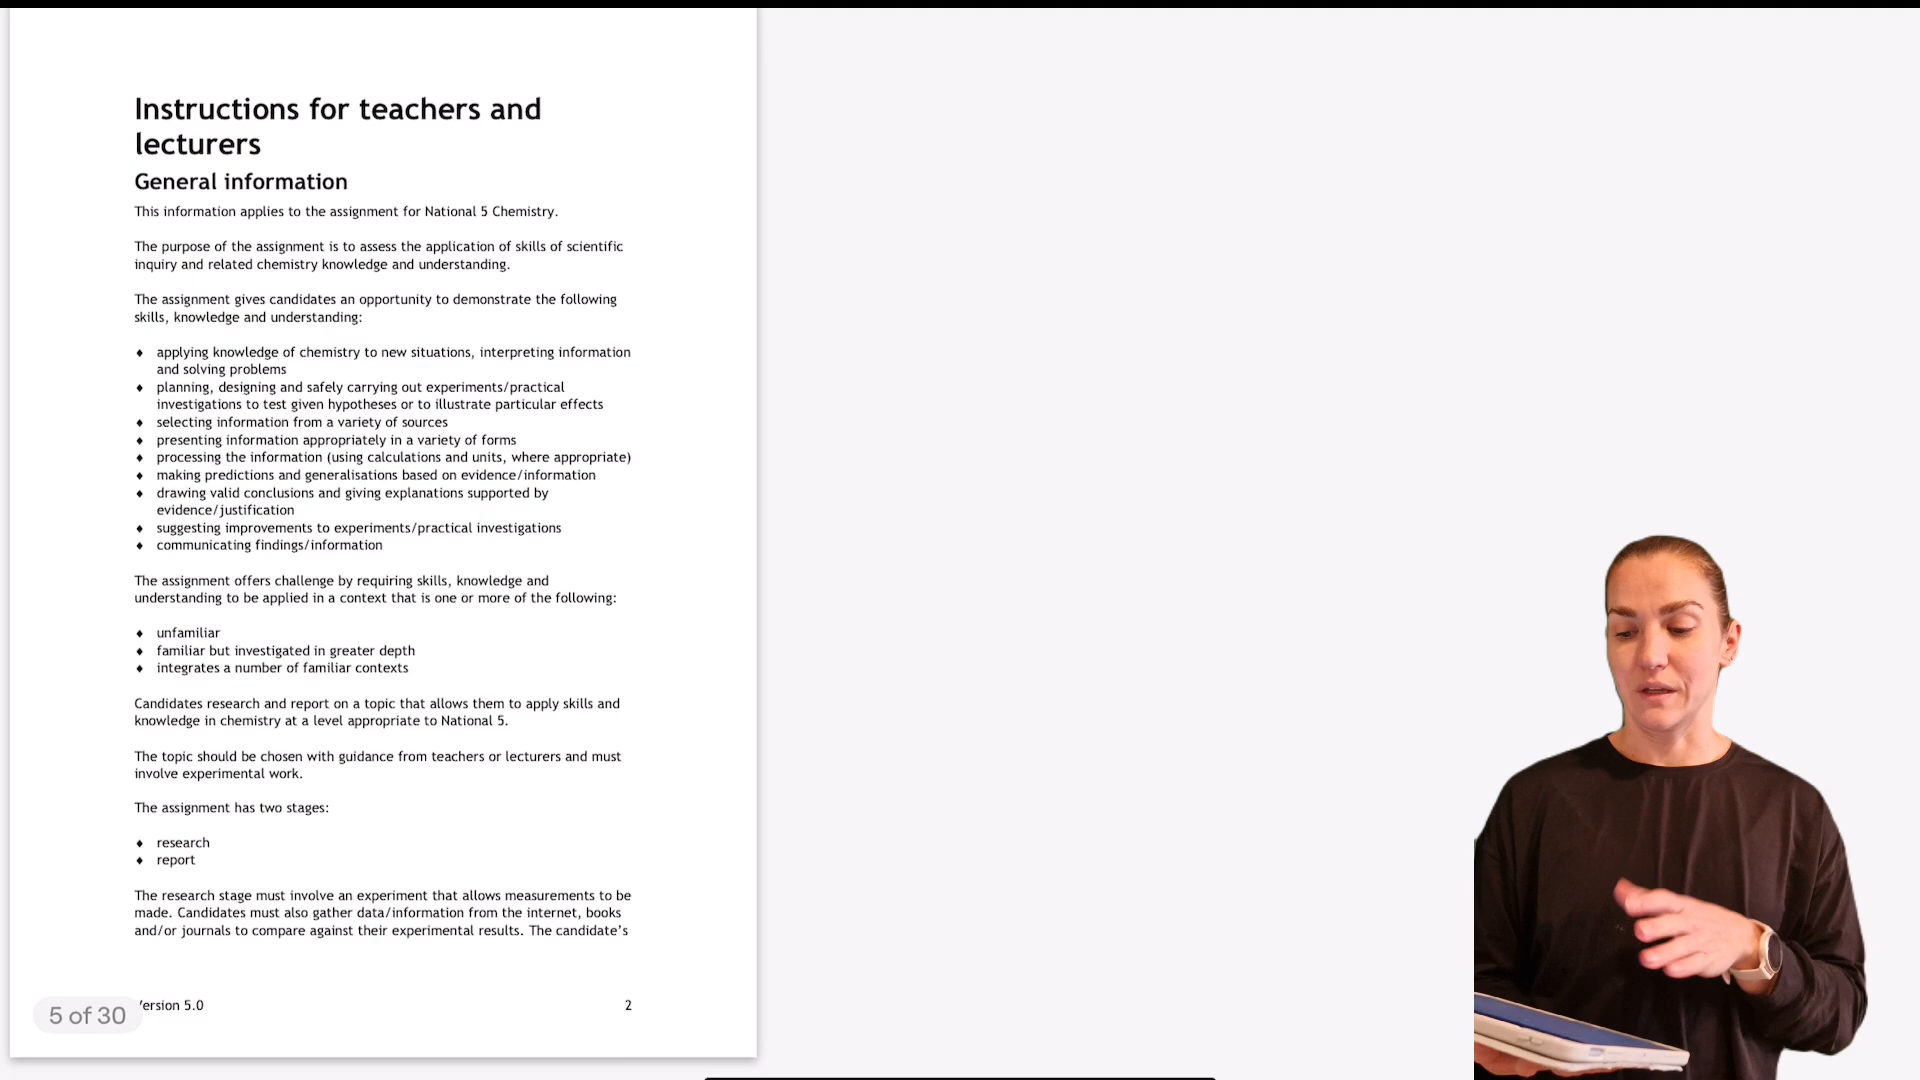 Instructions for teachers and
lecturers
General information
This information applies to the assignment for National 5 Chemistry.
The purpose of the assignment is to assess the application of skills of scientific
inquiry and related chemistry knowledge and understanding.
The assignment gives candidates an opportunity to demonstrate the following
skills, knowledge and understanding:
♦ applying knowledge of chemistry to new situations, interpreting information
and solving problems
♦ planning, designing and safely carrying out experiments/practical
investigations to test given hypotheses or to illustrate particular effects
♦ selecting information from a variety of sources
♦ presenting information appropriately in a variety of forms
♦ processing the information (using calculations and units, where appropriate)
♦ making predictions and generalisations based on evidence/information
♦ drawing valid conclusions and giving explanations supported by
evidence/justification
♦ suggesting improvements to experiments/practical investigations
♦ communicating findings/information
The assignment offers challenge by requiring skills, knowledge and
understanding to be applied in a context that is one or more of the following:
♦ unfamiliar
♦ familiar but investigated in greater depth
♦ integrates a number of familiar contexts
Candidates research and report on a topic that allows them to apply skills and
knowledge in chemistry at a level appropriate to National 5.
The topic should be chosen with guidance from teachers or lecturers and must
involve experimental work.
The assignment has two stages:
♦ research
♦ report
The research stage must involve an experiment that allows measurements to be
made. Candidates must also gather data/information from the internet, books
and/or journals to compare against their experimental results. The candidate's
5 of 30 ersion 5.0 2